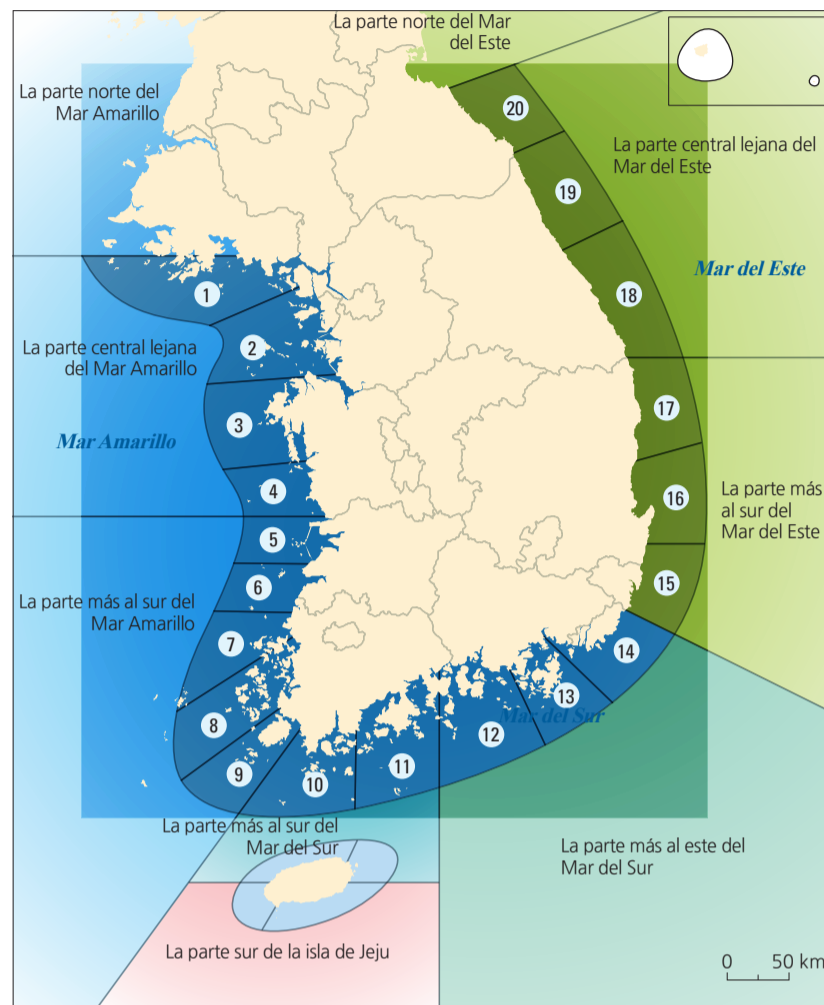 La parte norte del Mar
del Este
La parte norte del
Mar Amarillo
20
La parte central lejana del
Mar del Este
19
Mar del Este
1
18
2
La parte central lejana
del Mar Amarillo
17
3
Mar Amarillo
4
16
La parte más
al sur del
Mar del Este
5
6
15
La parte más al sur del
Mar Amarillo
7
14
13
8
Mar del Sur
12
9
11
10
La parte más al sur del
Mar del Sur
La parte más al este del
Mar del Sur
La parte sur de la isla de Jeju
0 50 km